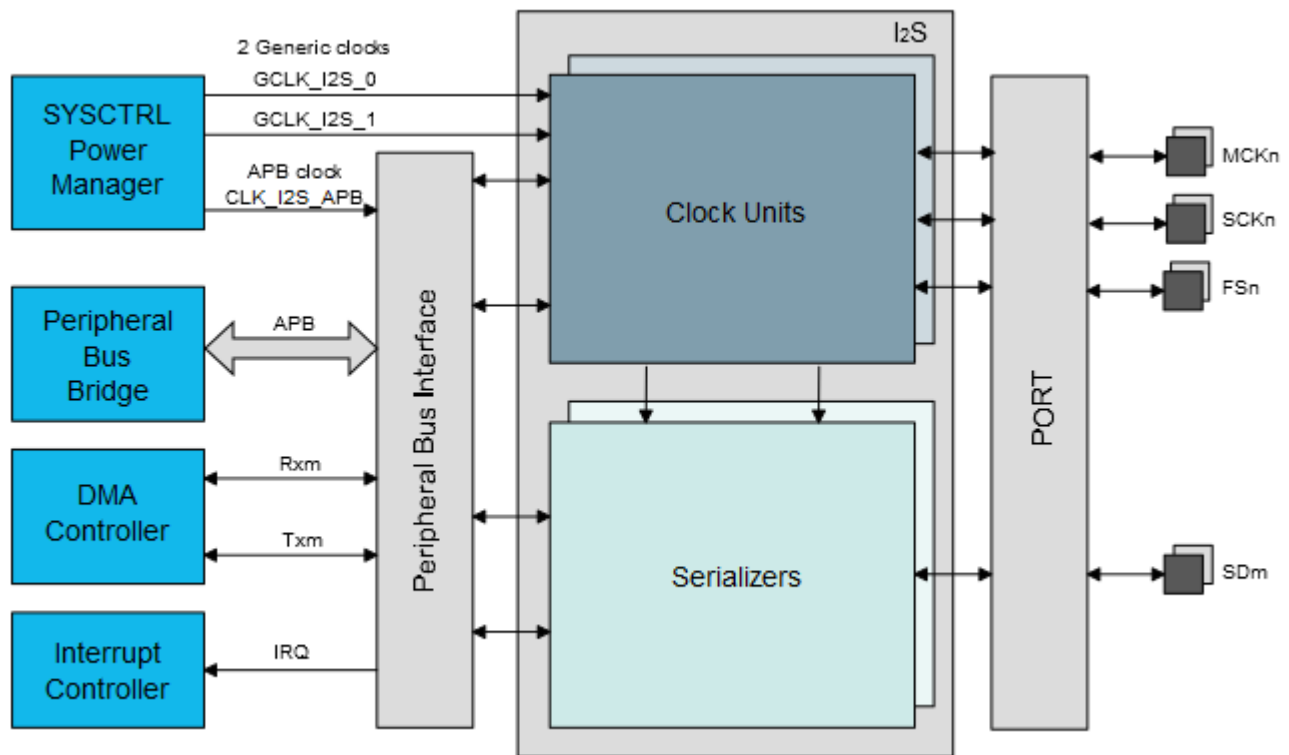 I2S
2 Generic clocks
GCLK_I2S_0
GCLK_I2S_1
SYSCTRL
Power
Manager
APB clock
CLK_I2S_APB
Clock Units
MCKn
SCKn
FSn
Peripheral
Bus
Bridge
APB
Peripheral Bus Interface
PORT
DMA
Controller
Rxm
Txm
Serializers
SDm
Interrupt
Controller
IRQ